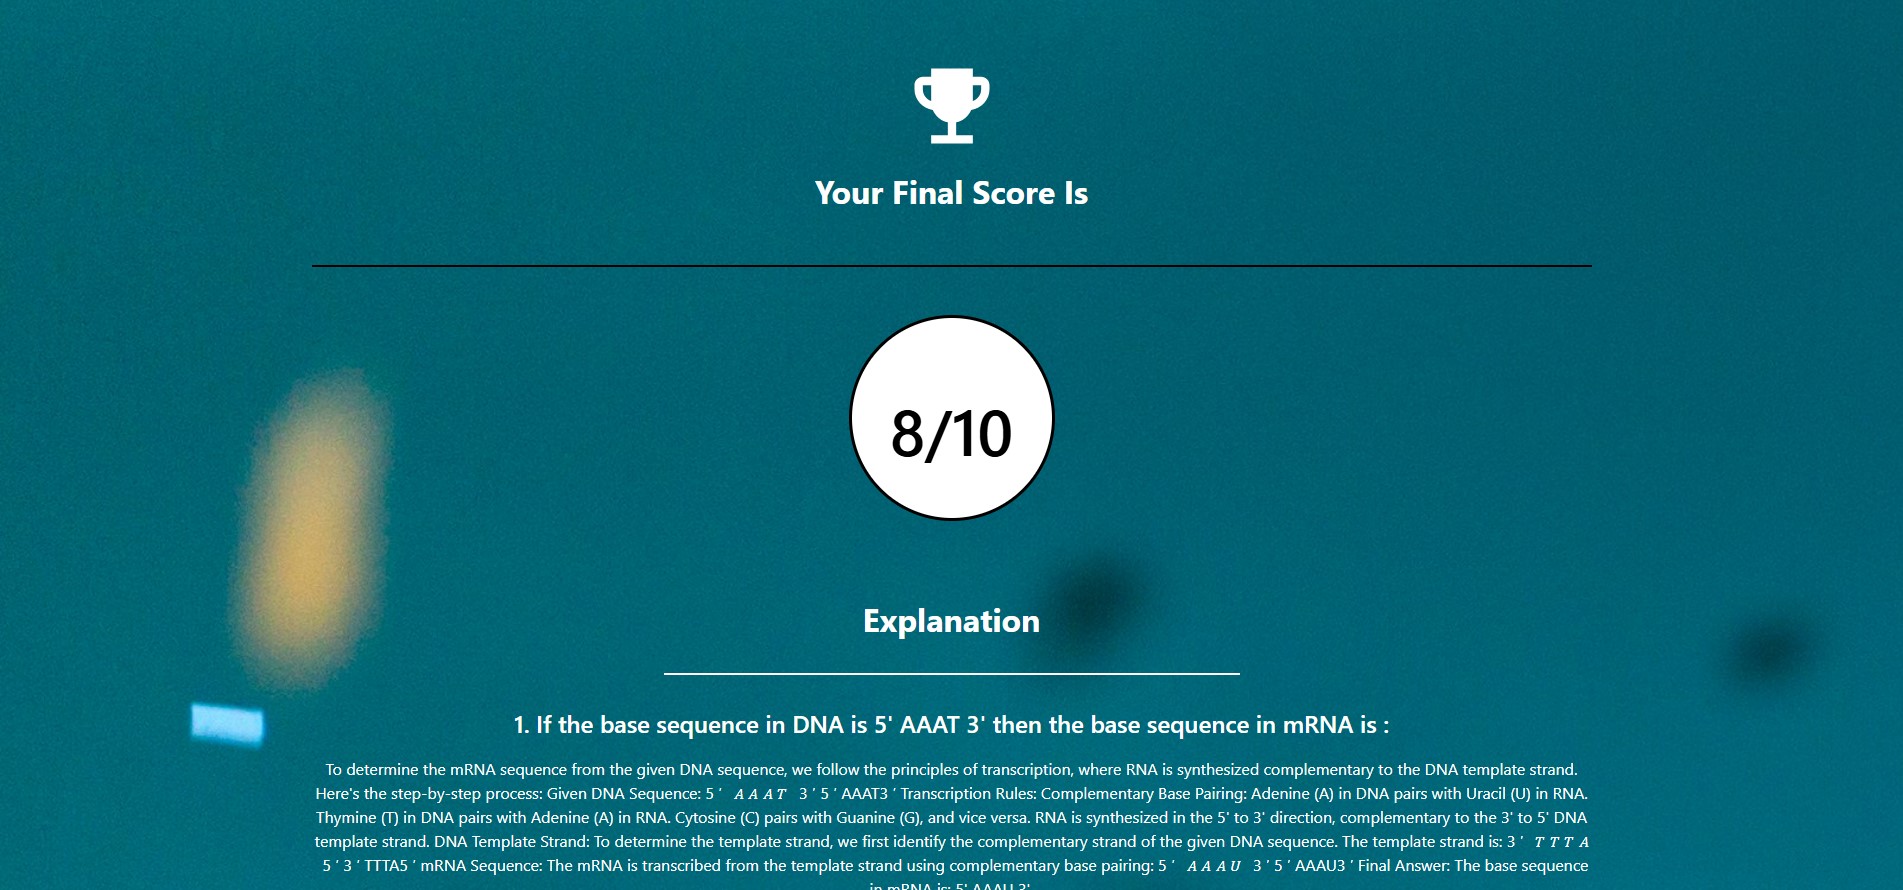 Your Final Score Is
8/10
Explanation
1. If the base sequence in DNA is 5' AAAT 3' then the base sequence in mRNA is :
To determine the mRNA sequence from the given DNA sequence, we follow the principles of transcription, where RNA is synthesized complementary to the DNA template strand.
Here's the step-by-step process: Given DNA Sequence: 5 ′ A A A T 3 ′ 5 ′ AAAT3 ′ Transcription Rules: Complementary Base Pairing: Adenine (A) in DNA pairs with Uracil (U) in RNA.
Thymine (T) in DNA pairs with Adenine (A) in RNA. Cytosine (C) pairs with Guanine (G), and vice versa. RNA is synthesized in the 5' to 3' direction, complementary to the 3' to 5' DNA
template strand. DNA Template Strand: To determine the template strand, we first identify the complementary strand of the given DNA sequence. The template strand is: 3 ′ T T T A
5 ′ 3 ′ TTTA5 ′ mRNA Sequence: The mRNA is transcribed from the template strand using complementary base pairing: 5 ′ A A A U 3 ′ 5 ′ AAAU3 ′ Final Answer: The base sequence
in mRNA is: 5' AAAU 3'